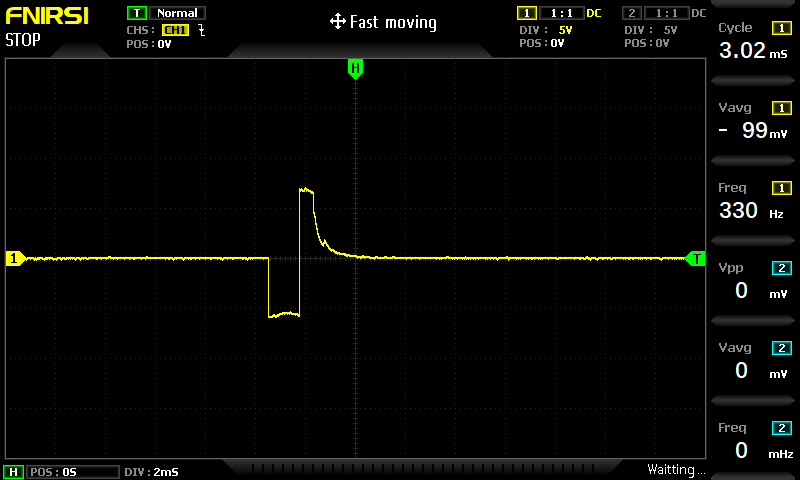 FNIRSI
STOP
T Normal
CHS: CH1
POS: 0V
Fast moving
1 1:1 DC
DIV: 5V
POS: 0V
2 1:1 DC
DIV: 5V
POS: 0V
H
1
T
Cycle 1
3.02 mS
Vavg 1
- 99 mV
Freq 1
330 Hz
Vpp 2
0 mV
Vavg 2
0 mV
Freq 2
0 mHz
H POS: 0S DIV: 2mS
Waitting...